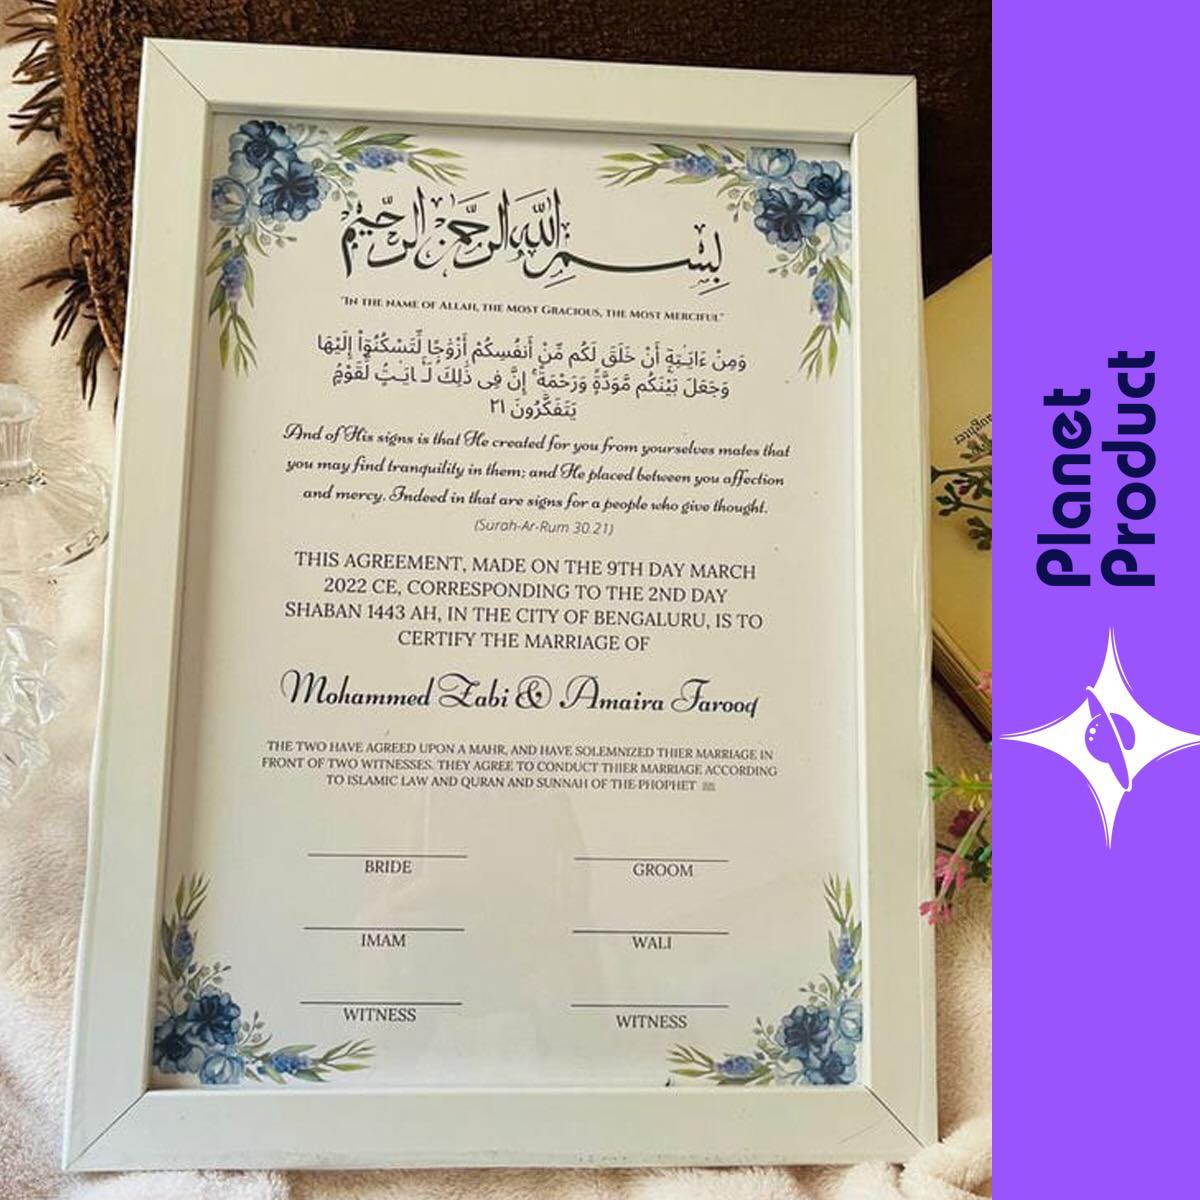 بِسْمِ اللَّهِ الرَّحْمَنِ الرَّحِيمِ
"In the name of Allah, the Most Gracious, the Most Merciful"
وَمِنْ ءَايَـٰتِهِۦٓ أَنْ خَلَقَ لَكُم مِّنْ أَنفُسِكُمْ أَزْوَٰجًا لِّتَسْكُنُوٓا۟ إِلَيْهَا
وَجَعَلَ بَيْنَكُم مَّوَدَّةً وَرَحْمَةً ۚ إِنَّ فِى ذَٰلِكَ لَـَٔايَـٰتٍ لِّقَوْمٍ
يَتَفَكَّرُونَ ٢١
And of His signs is that He created for you from yourselves mates that
you may find tranquility in them; and He placed between you affection
and mercy. Indeed in that are signs for a people who give thought.
(Surah-Ar-Rum 30.21)
THIS AGREEMENT, MADE ON THE 9TH DAY MARCH
2022 CE, CORRESPONDING TO THE 2ND DAY
SHABAN 1443 AH, IN THE CITY OF BENGALURU, IS TO
CERTIFY THE MARRIAGE OF
Mohammed Zabi & Amaira Farooq
THE TWO HAVE AGREED UPON A MAHR, AND HAVE SOLEMNIZED THIER MARRIAGE IN
FRONT OF TWO WITNESSES. THEY AGREE TO CONDUCT THIER MARRIAGE ACCORDING
TO ISLAMIC LAW AND QURAN AND SUNNAH OF THE PHOPHET ﷺ
BRIDE
GROOM
IMAM
WALI
WITNESS
WITNESS
Planet
Product